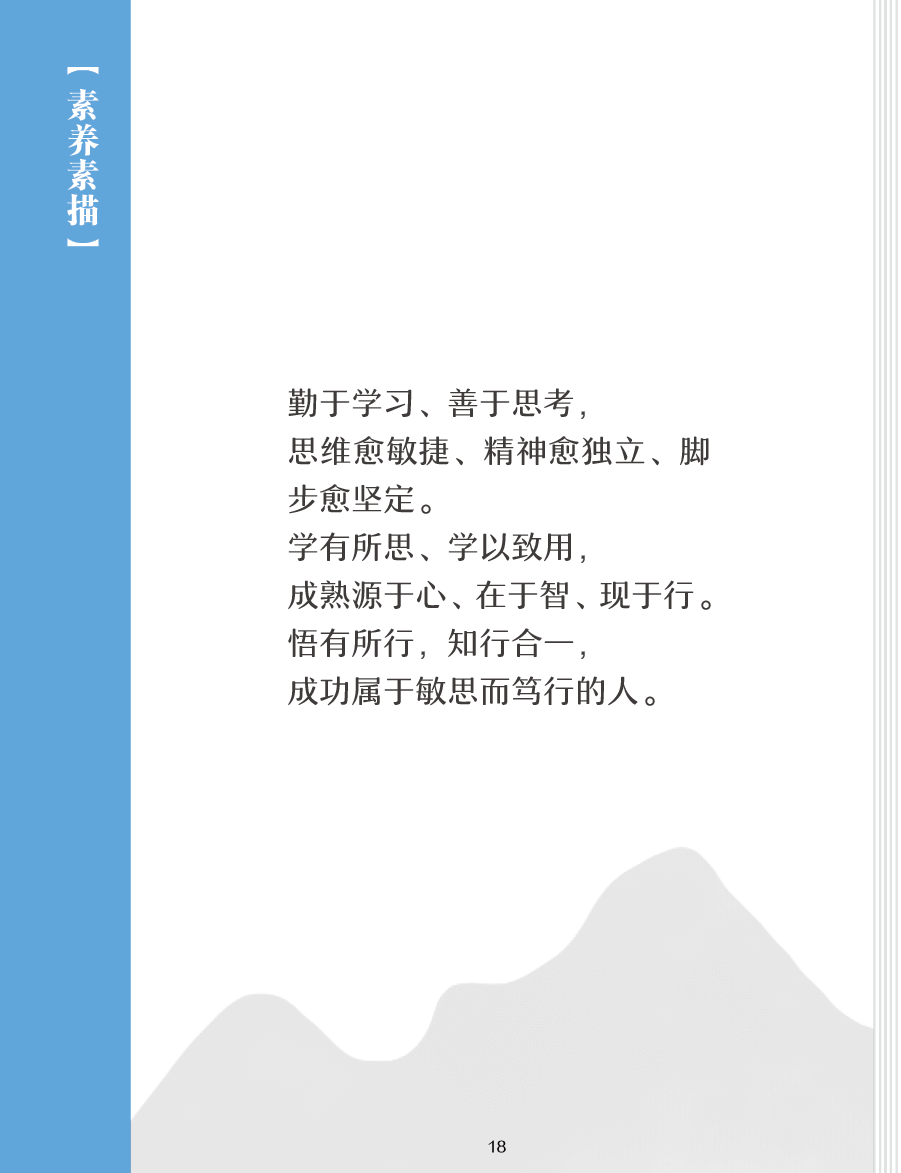 【素养素描】
勤于学习、善于思考，
思维愈敏捷、精神愈独立、脚
步愈坚定。
学有所思、学以致用，
成熟源于心、在于智、现于行。
悟有所行，知行合一，
成功属于敏思而笃行的人。
18